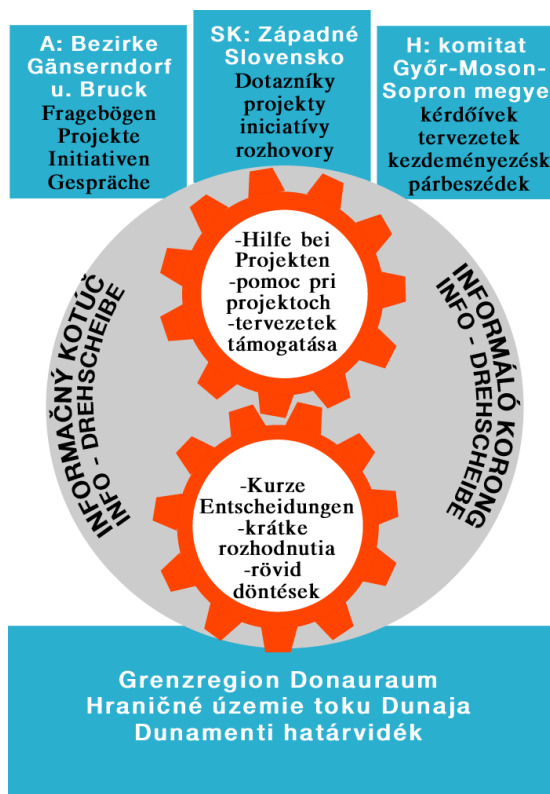 A: Bezirke
Gänserndorf
u. Bruck
Fragebögen
Projekte
Initiativen
Gespräche
SK: Západné
Slovensko
Dotazníky
projekty
iniciatívy
rozhovory
H: komitat
Győr-Moson-
Sopron megye
kérdőívek
tervezetek
kezdeményezésk
párbeszédek
INFORMAČNÝ KOTÚČ
INFO - DREHSCHEIBE
-Hilfe bei
Projekten
-pomoc pri
projektoch
-tervezetek
támogatása
INFORMÁLÓ KORONG
INFO - DREHSCHEIBE
-Kurze
Entscheidungen
-krátke
rozhodnutia
-rövid
döntések
Grenzregion Donauraum
Hraničné územie toku Dunaja
Dunamenti határvidék